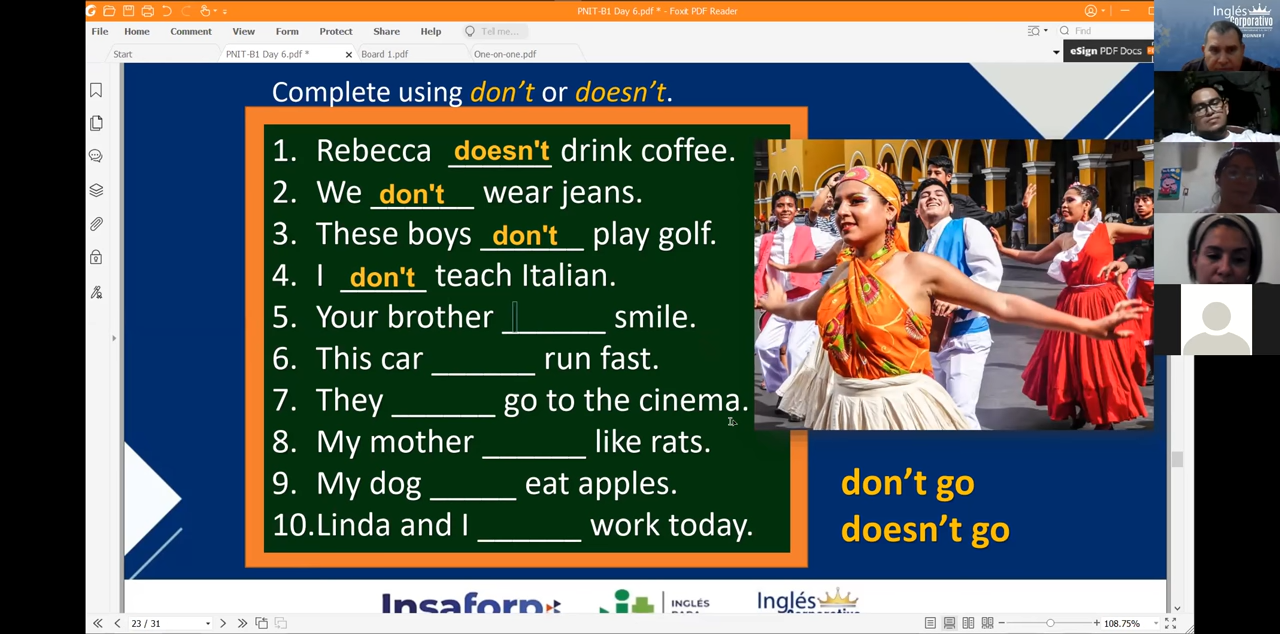 PNIT-B1 Day 6.pdf * - Foxit PDF Reader
File Home Comment View Form Protect Share Help Tell me... Find
Start PNIT-B1 Day 6.pdf * Board 1.pdf One-on-one.pdf eSign PDF Docs
Inglés
Corporativo
Complete using don't or doesn't.
1. Rebecca doesn't drink coffee.
2. We don't wear jeans.
3. These boys don't play golf.
4. I don't teach Italian.
5. Your brother _______ smile.
6. This car _______ run fast.
7. They _______ go to the cinema.
8. My mother _______ like rats.
9. My dog ______ eat apples.
10.Linda and I _______ work today.
don't go
doesn't go
Insaforp INGLÉS Inglés
23 / 31 108.75%